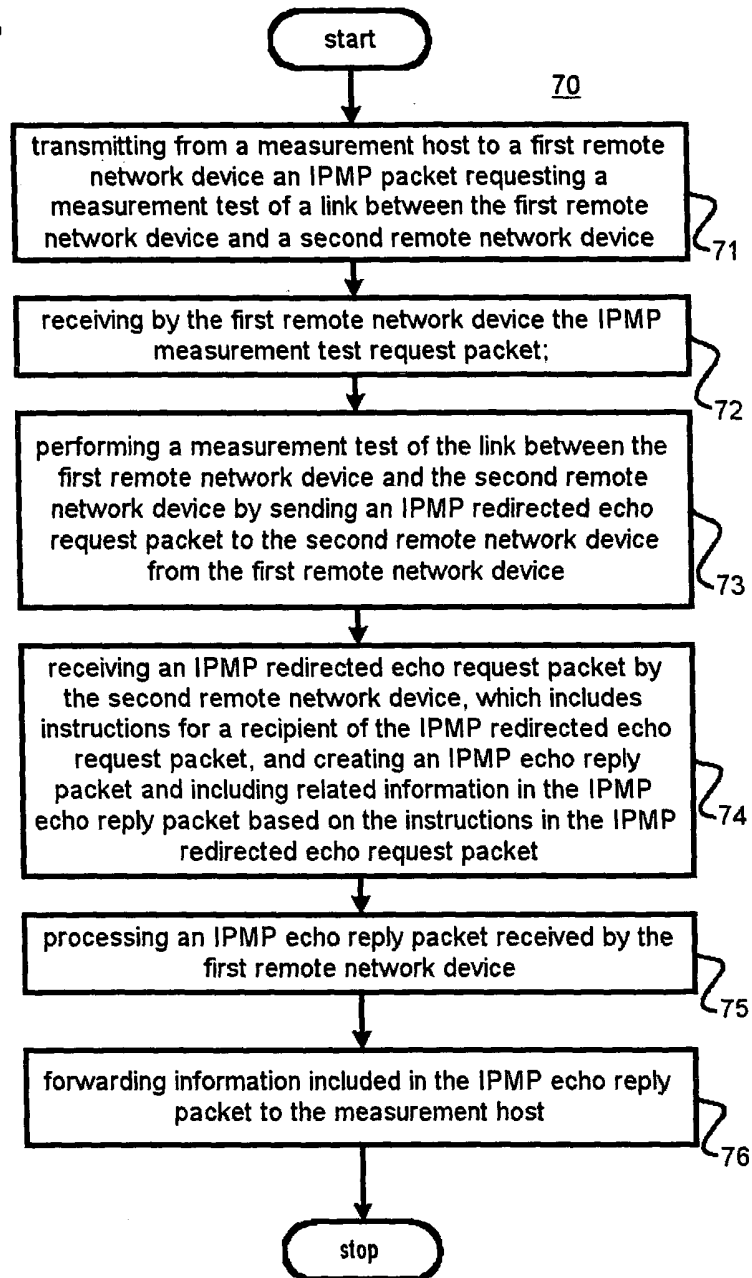 start
70
transmitting from a measurement host to a first remote
network device an IPMP packet requesting a
measurement test of a link between the first remote
network device and a second remote network device
71
receiving by the first remote network device the IPMP
measurement test request packet;
72
performing a measurement test of the link between the
first remote network device and the second remote
network device by sending an IPMP redirected echo
request packet to the second remote network device
from the first remote network device
73
receiving an IPMP redirected echo request packet by
the second remote network device, which includes
instructions for a recipient of the IPMP redirected echo
request packet, and creating an IPMP echo reply
packet and including related information in the IPMP
echo reply packet based on the instructions in the IPMP
redirected echo request packet
74
processing an IPMP echo reply packet received by the
first remote network device
75
forwarding information included in the IPMP echo reply
packet to the measurement host
76
stop